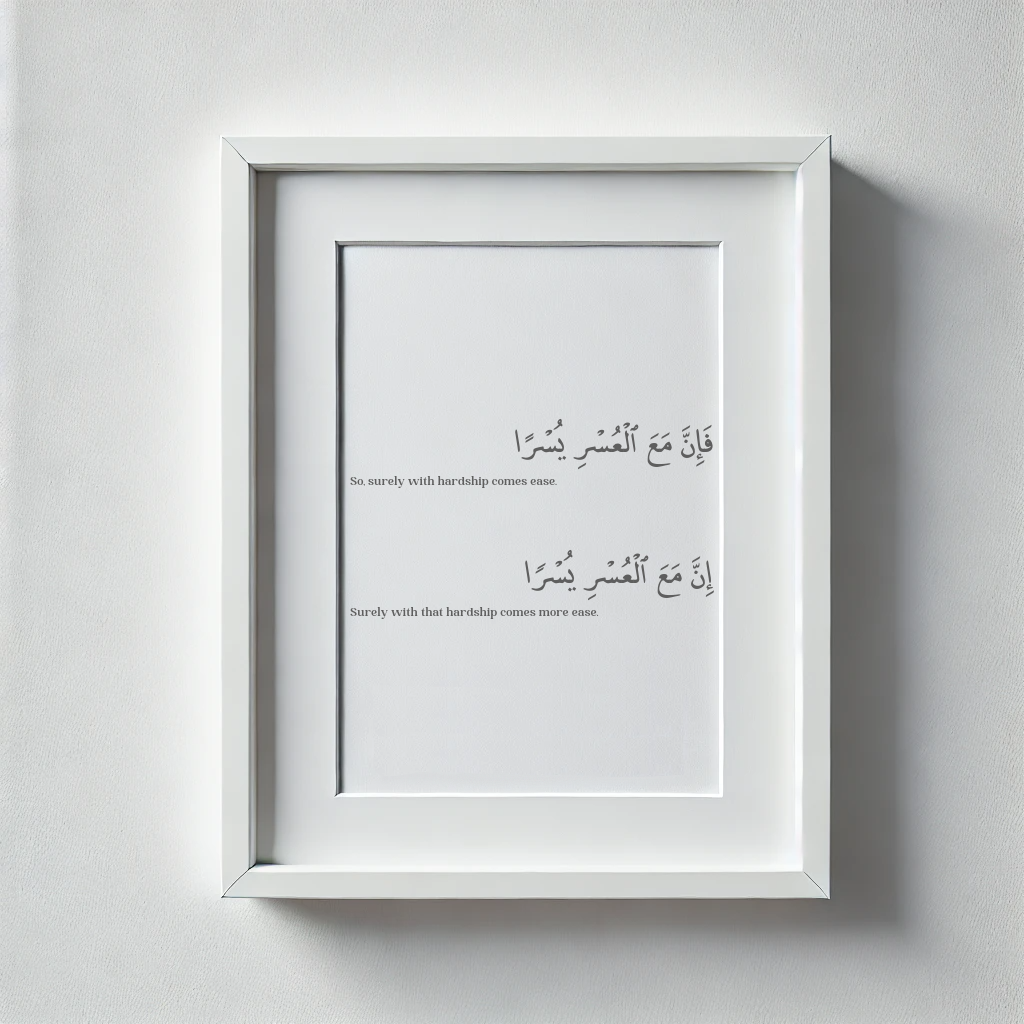 فَإِنَّ مَعَ ٱلْعُسْرِ يُسْرًا
So, surely with hardship comes ease.
إِنَّ مَعَ ٱلْعُسْرِ يُسْرًا
Surely with that hardship comes more ease.